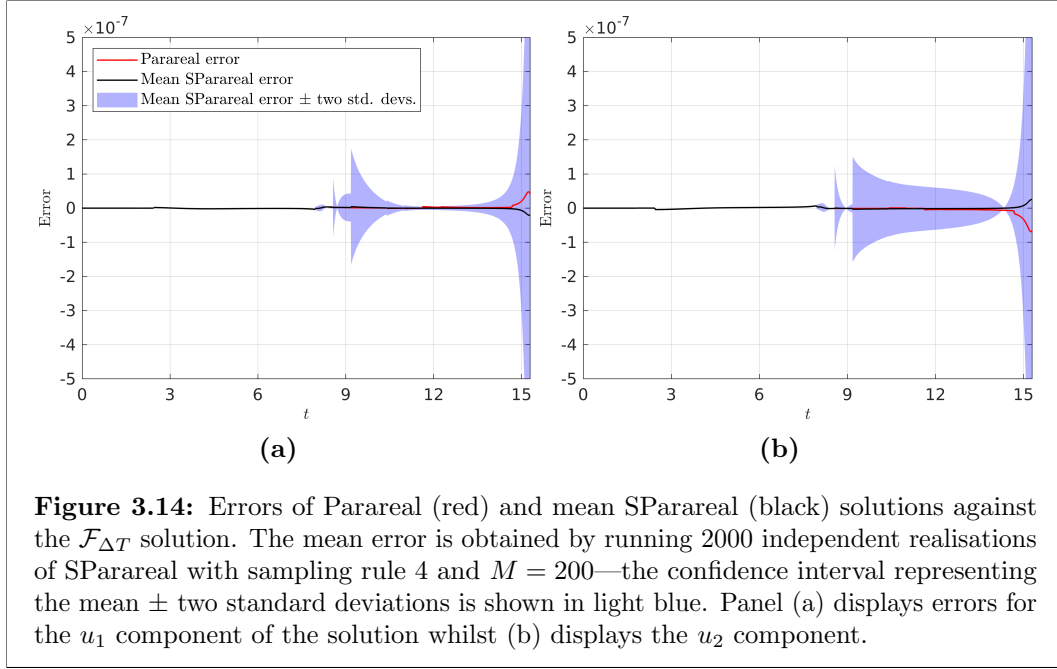 ×10⁻⁷
5
4
3
2
1
0
-1
-2
-3
-4
-5
Error
Parareal error
Mean SParareal error
Mean SParareal error ± two std. devs.
0 3 6 9 12 15
t
(a)
×10⁻⁷
5
4
3
2
1
0
-1
-2
-3
-4
-5
Error
0 3 6 9 12 15
t
(b)
Figure 3.14: Errors of Parareal (red) and mean SParareal (black) solutions against
the 𝓕_ΔT solution. The mean error is obtained by running 2000 independent realisations
of SParareal with sampling rule 4 and M = 200—the confidence interval representing
the mean ± two standard deviations is shown in light blue. Panel (a) displays errors for
the u₁ component of the solution whilst (b) displays the u₂ component.